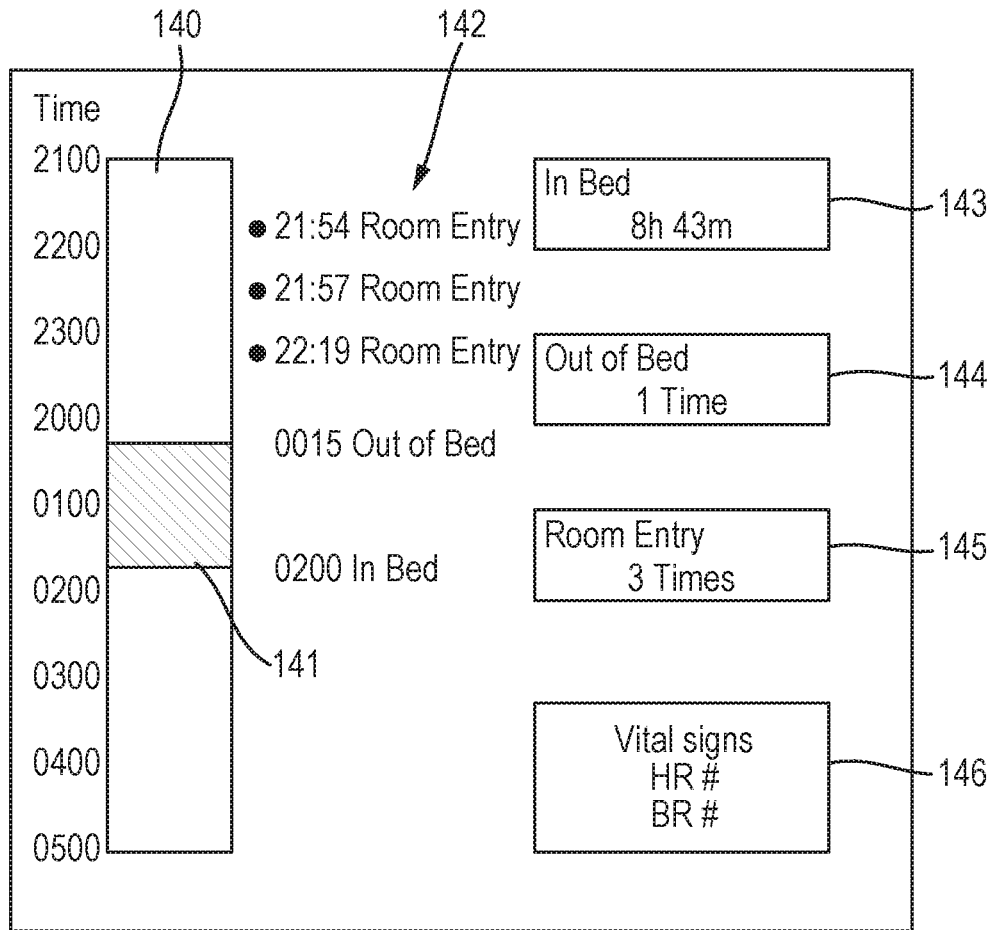 140
142
Time
2100
2200
2300
2000
0100
0200
0300
0400
0500
141
● 21:54 Room Entry
● 21:57 Room Entry
● 22:19 Room Entry
0015 Out of Bed
0200 In Bed
In Bed
8h 43m
143
Out of Bed
1 Time
144
Room Entry
3 Times
145
Vital signs
HR #
BR #
146